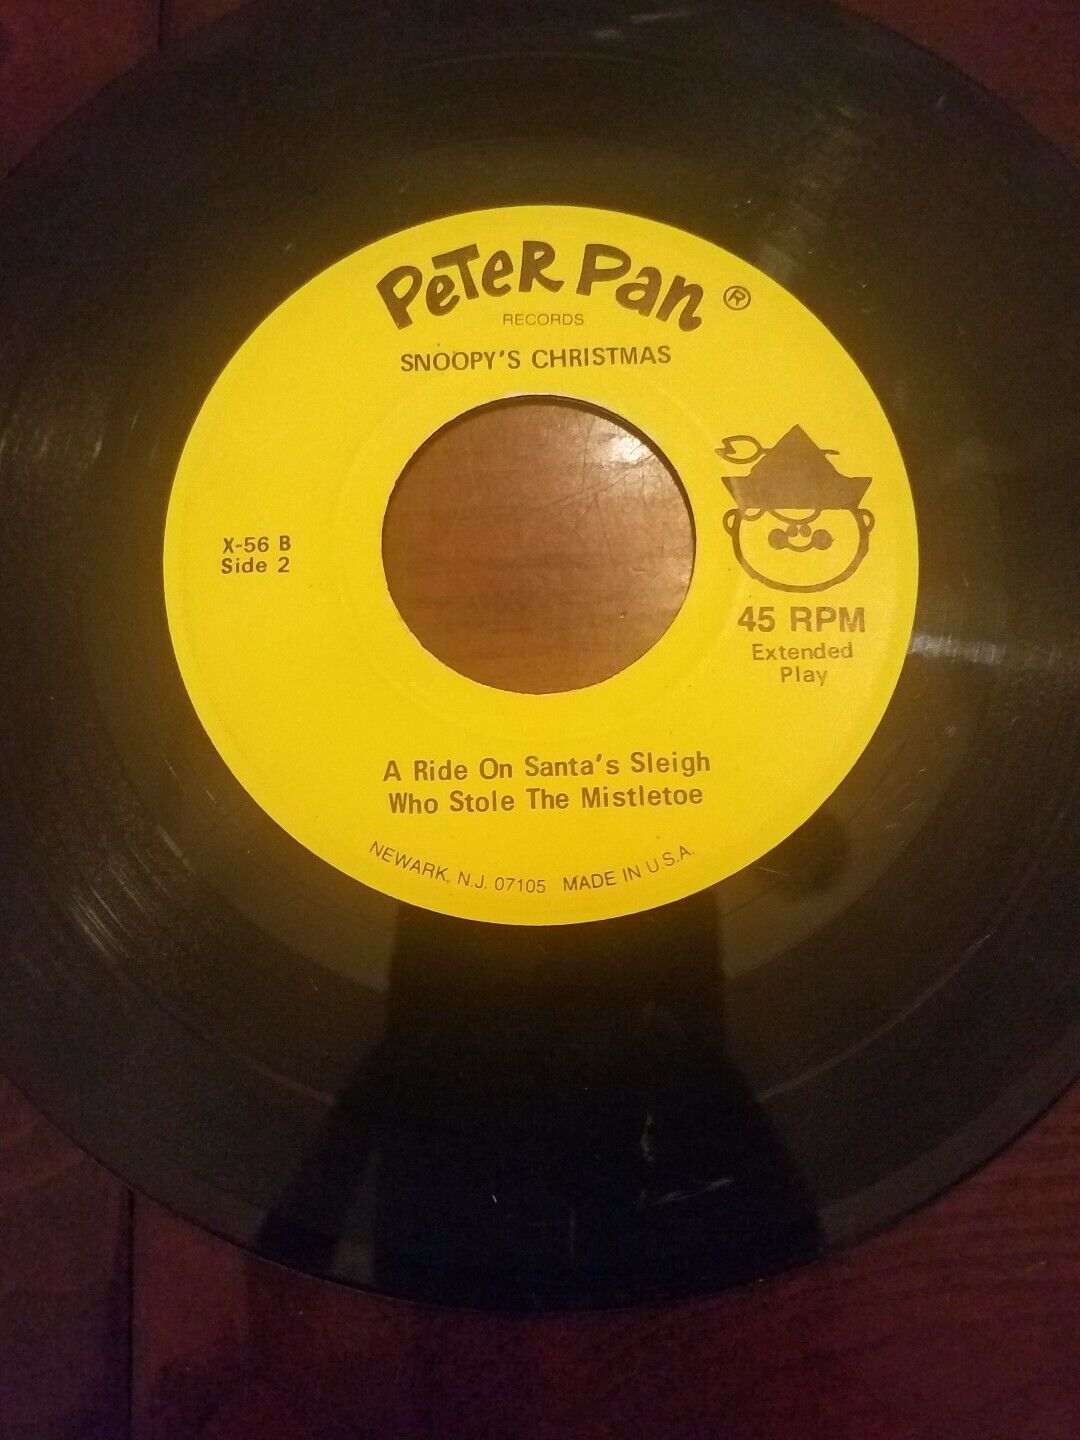 PeTeR Pan ®
RECORDS
SNOOPY'S CHRISTMAS
X-56 B
Side 2
45 RPM
Extended
Play
A Ride On Santa's Sleigh
Who Stole The Mistletoe
NEWARK, N.J. 07105 MADE IN U.S.A.